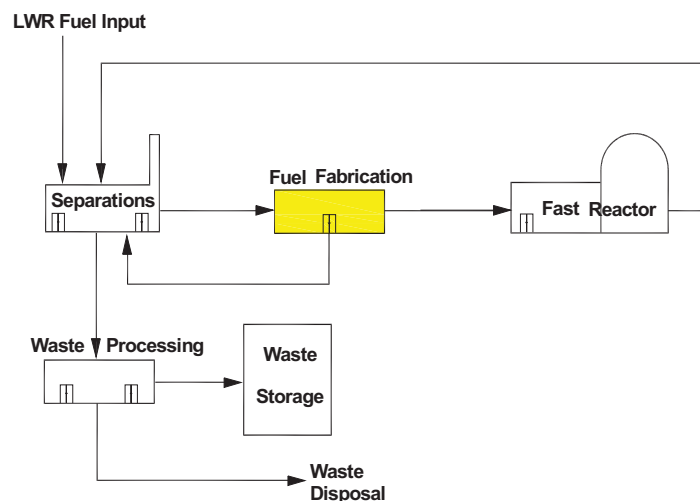 LWR Fuel Input
Fuel Fabrication
Separations
Fast Reactor
Waste Processing
Waste
Storage
Waste
Disposal